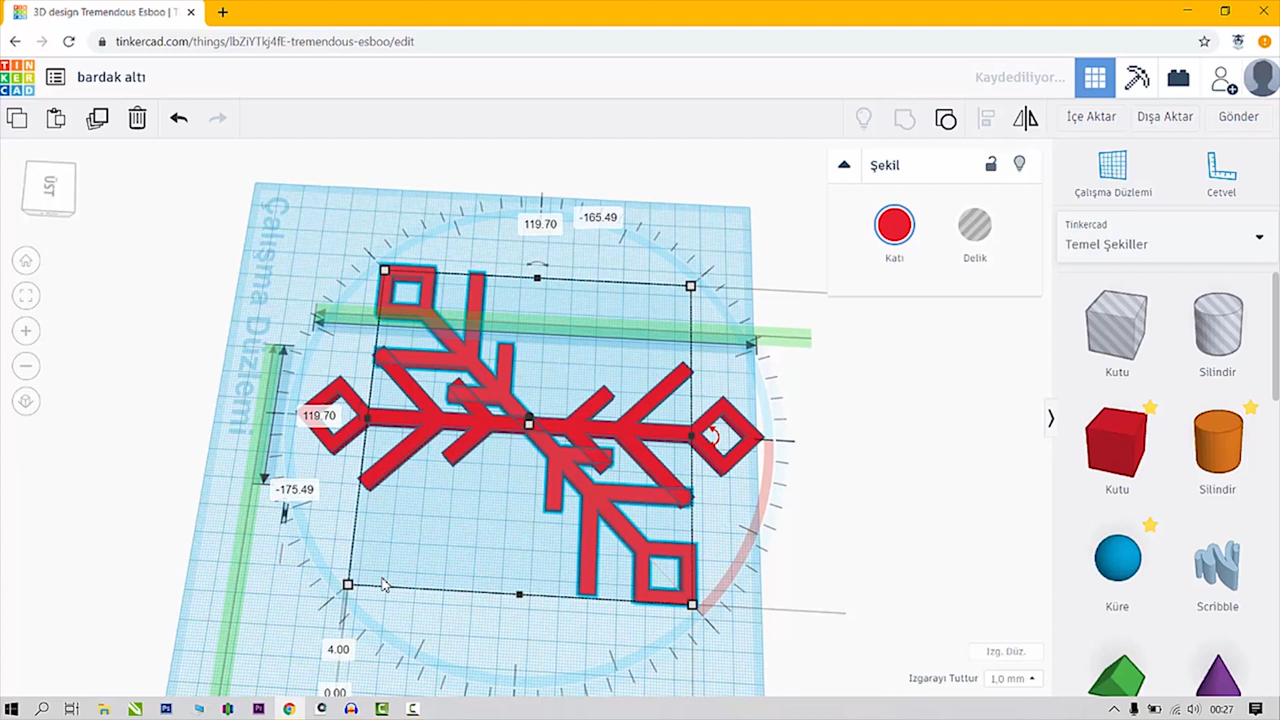 3D design Tremendous Esboo | T
tinkercad.com/things/lbZiYTkj4fE-tremendous-esboo/edit
TIN
KER
CAD
bardak altı
Kaydediliyor...
İçe Aktar
Dışa Aktar
Gönder
ÜST
Şekil
Katı
Delik
Çalışma Düzlemi
Cetvel
Tinkercad
Temel Şekiller
Kutu
Silindir
Kutu
Silindir
Küre
Scribble
Çalışma Düzlemi
119.70
-165.49
119.70
-175.49
4.00
0.00
Izg. Düz.
Izgarayı Tuttur
1,0 mm
00:27